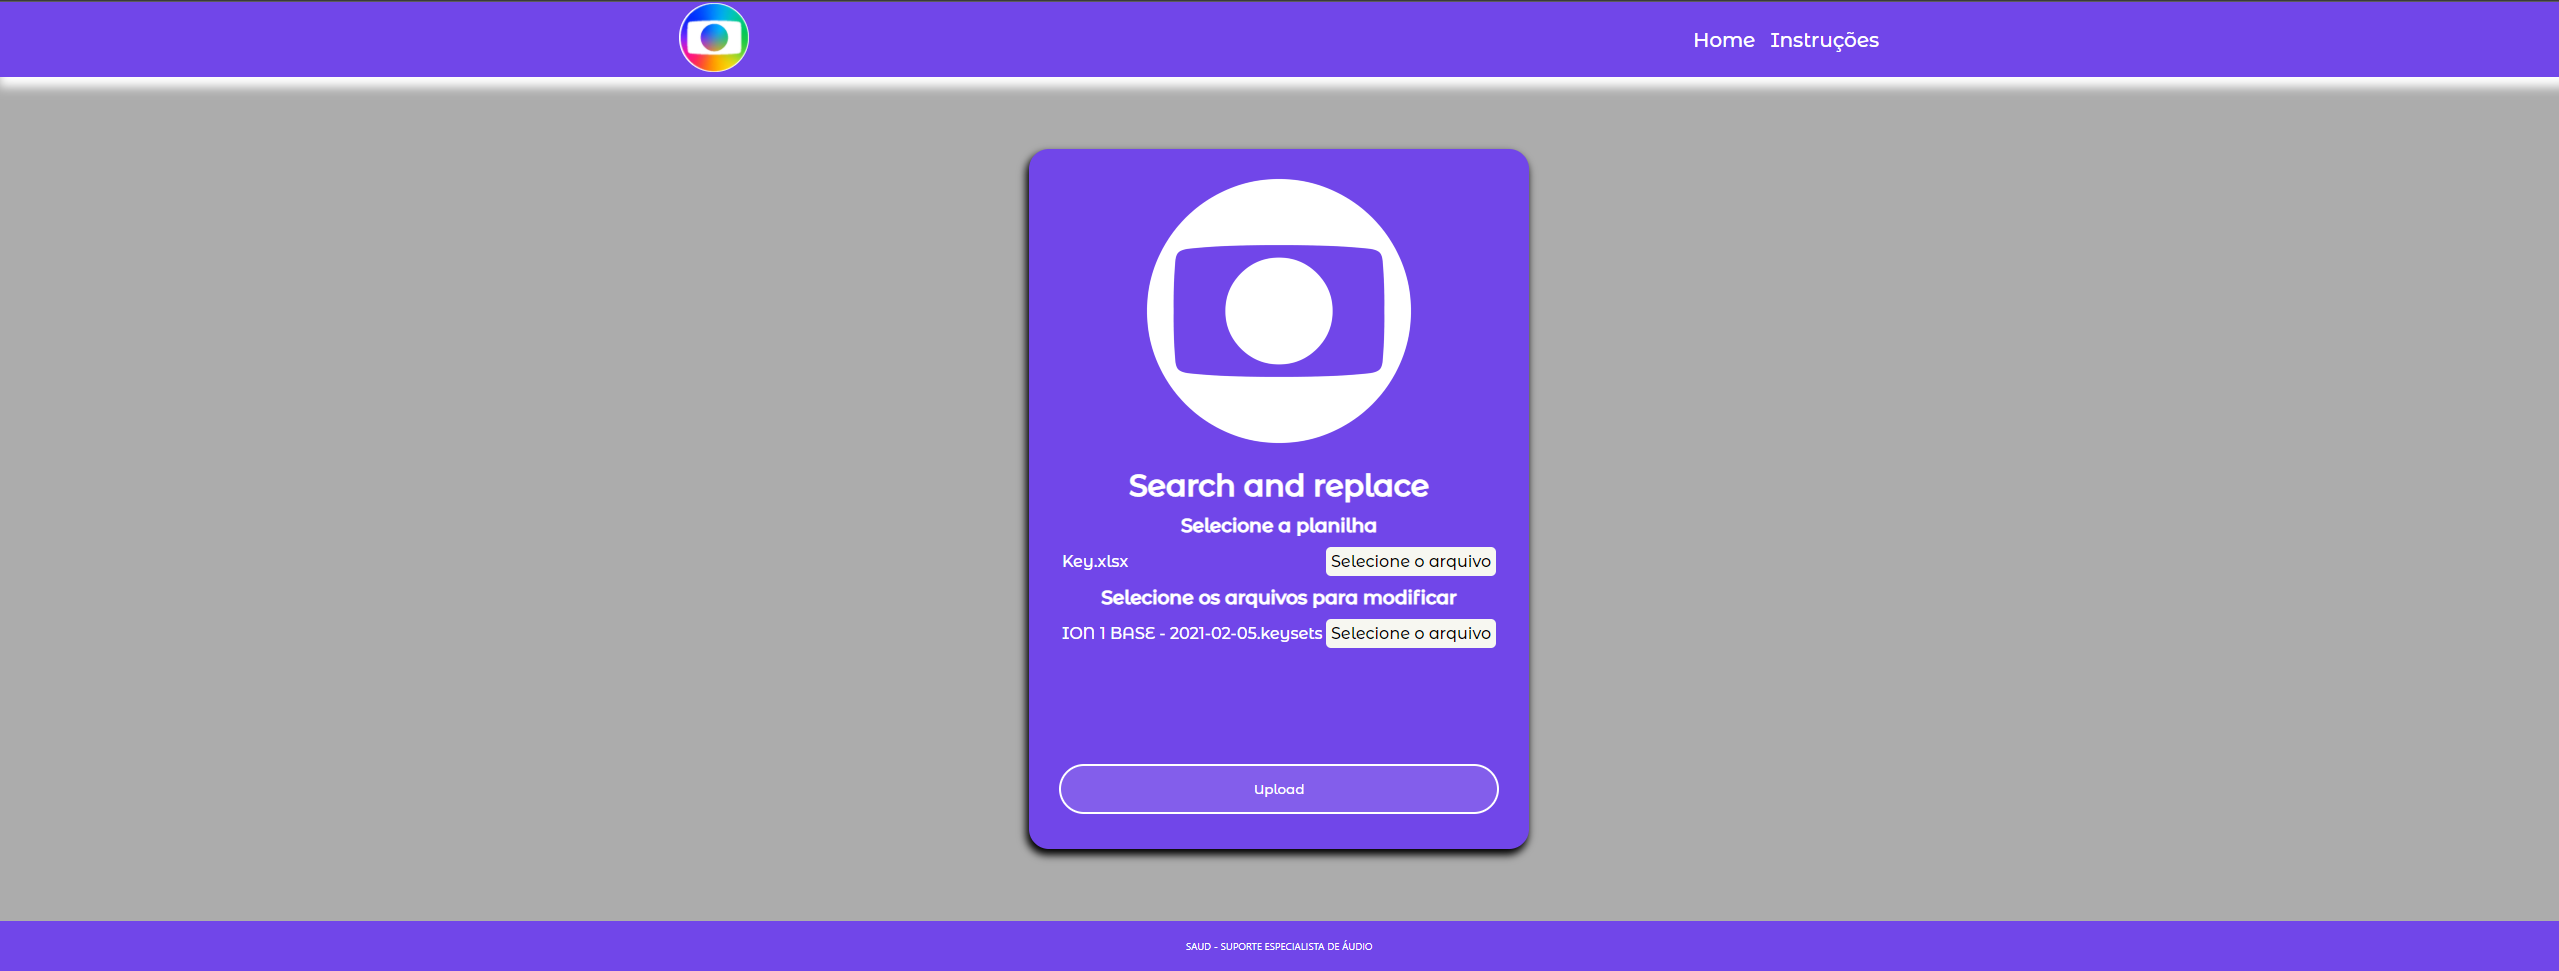 Home Instruções
Search and replace
Selecione a planilha
Key.xlsx Selecione o arquivo
Selecione os arquivos para modificar
ION 1 BASE - 2021-02-05.keysets Selecione o arquivo
Upload
SAUD - SUPORTE ESPECIALISTA DE ÁUDIO